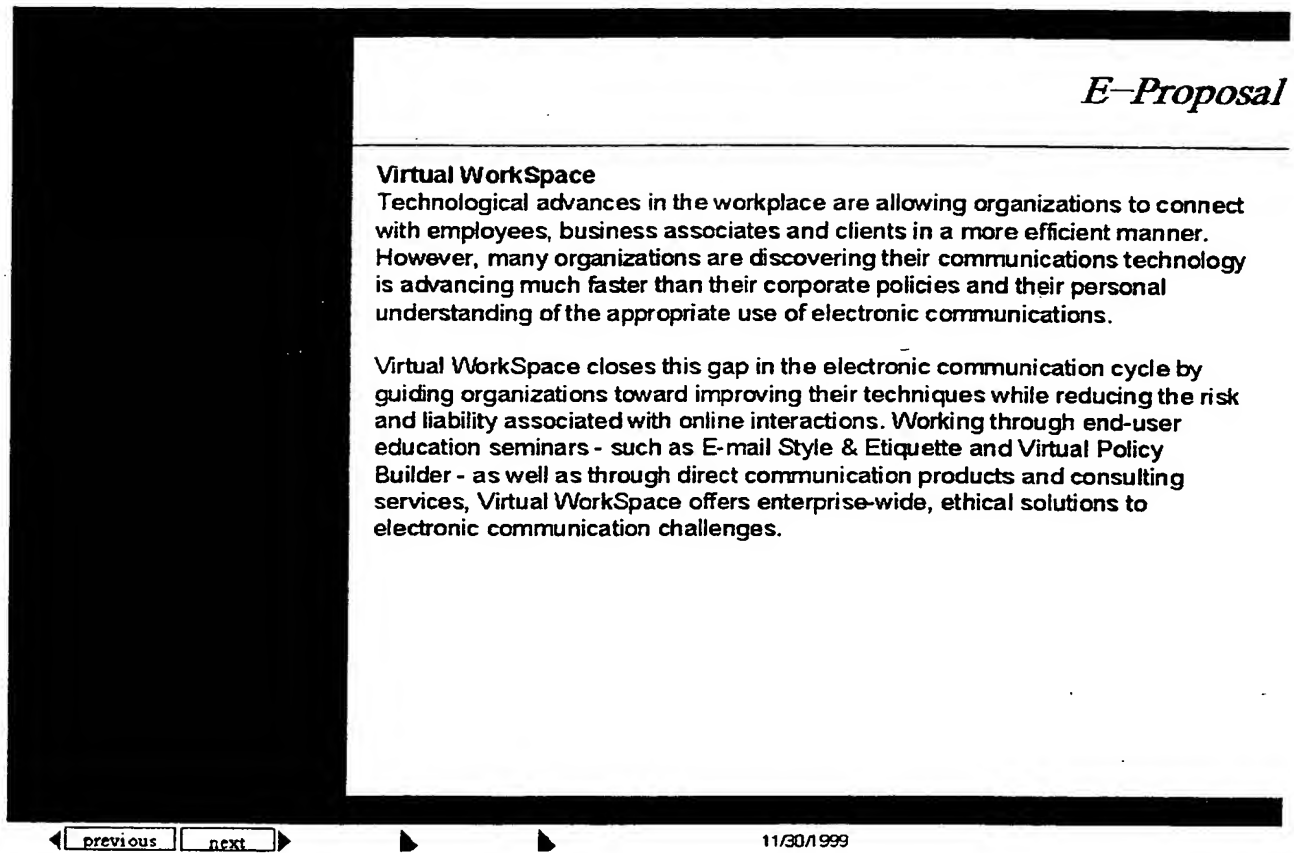 E-Proposal
Virtual WorkSpace
Technological advances in the workplace are allowing organizations to connect
with employees, business associates and clients in a more efficient manner.
However, many organizations are discovering their communications technology
is advancing much faster than their corporate policies and their personal
understanding of the appropriate use of electronic communications.
Virtual WorkSpace closes this gap in the electronic communication cycle by
guiding organizations toward improving their techniques while reducing the risk
and liability associated with online interactions. Working through end-user
education seminars - such as E-mail Style & Etiquette and Virtual Policy
Builder - as well as through direct communication products and consulting
services, Virtual WorkSpace offers enterprise-wide, ethical solutions to
electronic communication challenges.
previous next 11/30/1999